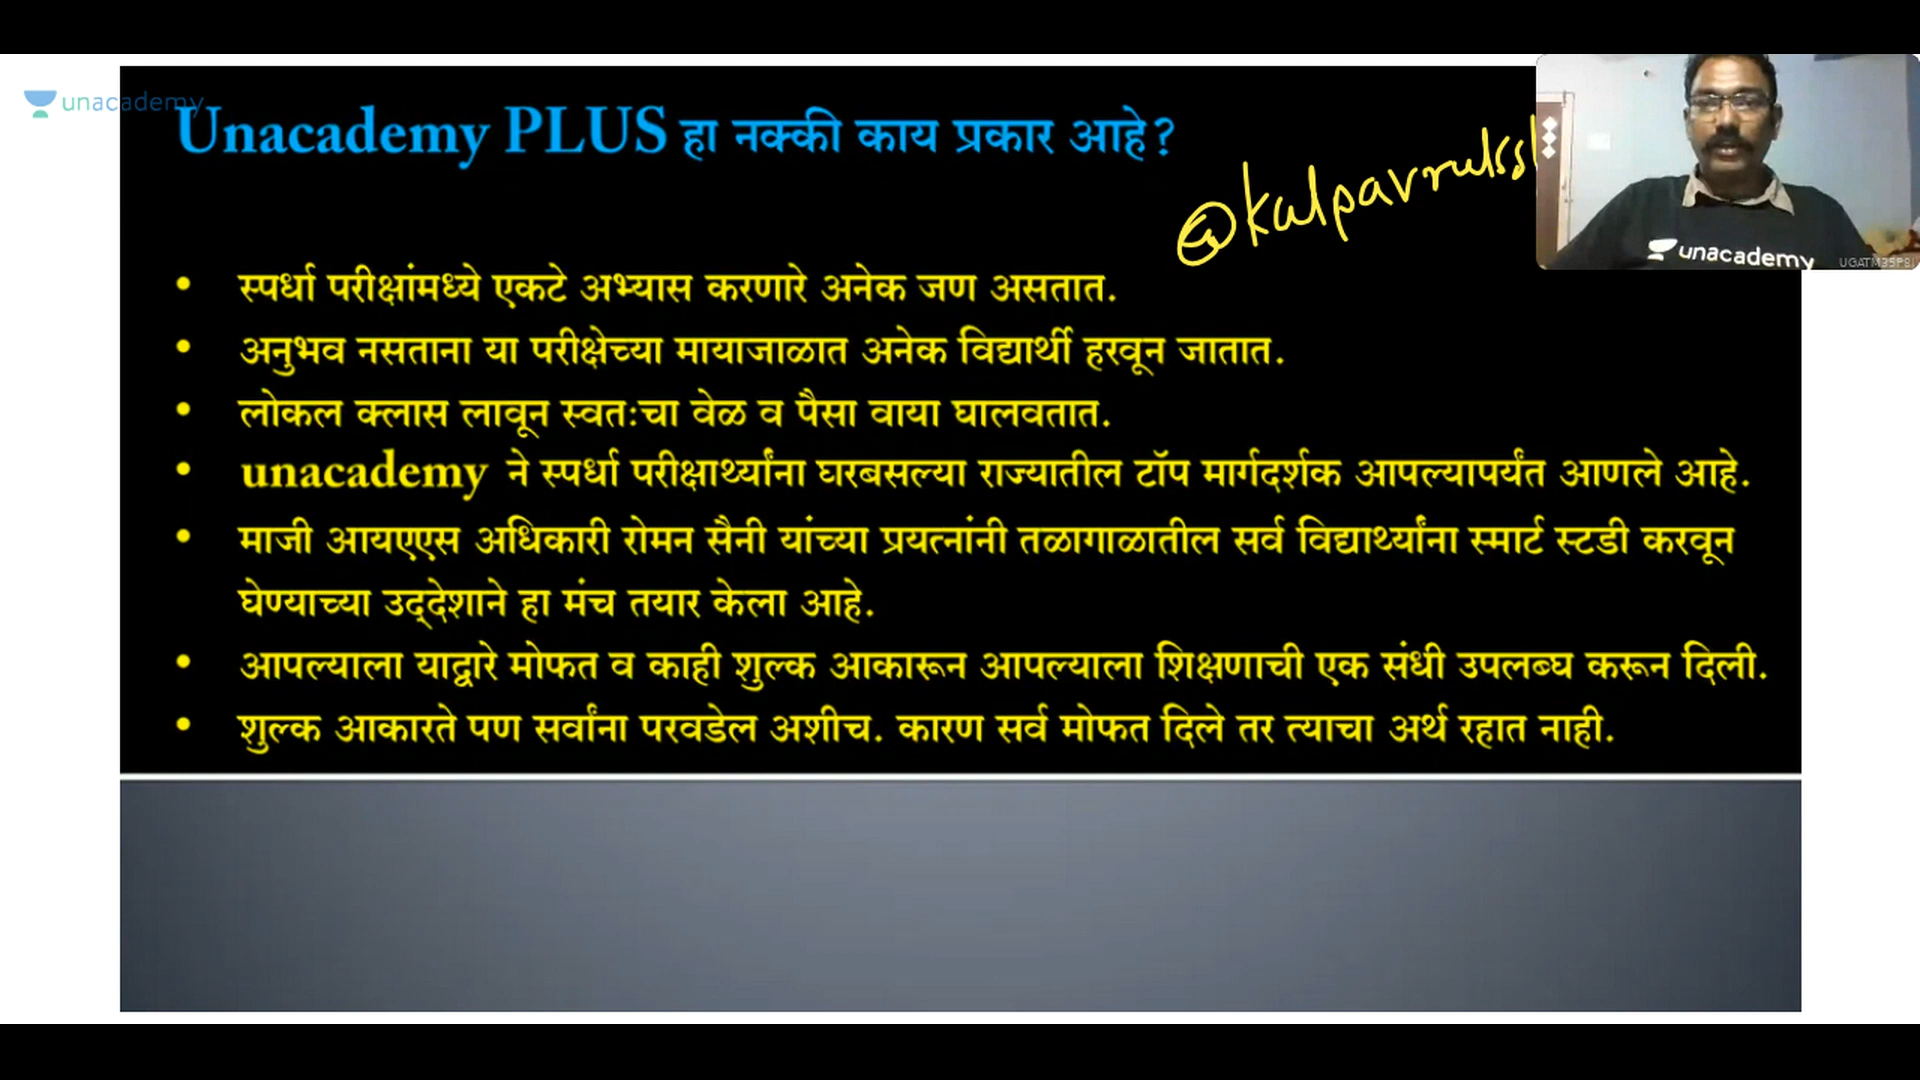 unacademy
Unacademy PLUS हा नक्की काय प्रकार आहे?
unacademy
• स्पर्धा परीक्षांमध्ये एकटे अभ्यास करणारे अनेक जण असतात.
• अनुभव नसताना या परीक्षेच्या मायाजाळात अनेक विद्यार्थी हरवून जातात.
• लोकल क्लास लावून स्वतःचा वेळ व पैसा वाया घालवतात.
• unacademy ने स्पर्धा परीक्षार्थ्यांना घरबसल्या राज्यातील टॉप मार्गदर्शक आपल्यापर्यंत आणले आहे.
• माजी आयएएस अधिकारी रोमन सैनी यांच्या प्रयत्नांनी तळागाळातील सर्व विद्यार्थ्यांना स्मार्ट स्टडी करवून
घेण्याच्या उद्देशाने हा मंच तयार केला आहे.
• आपल्याला याद्वारे मोफत व काही शुल्क आकारून आपल्याला शिक्षणाची एक संधी उपलब्घ करून दिली.
• शुल्क आकारते पण सर्वांना परवडेल अशीच. कारण सर्व मोफत दिले तर त्याचा अर्थ रहात नाही.